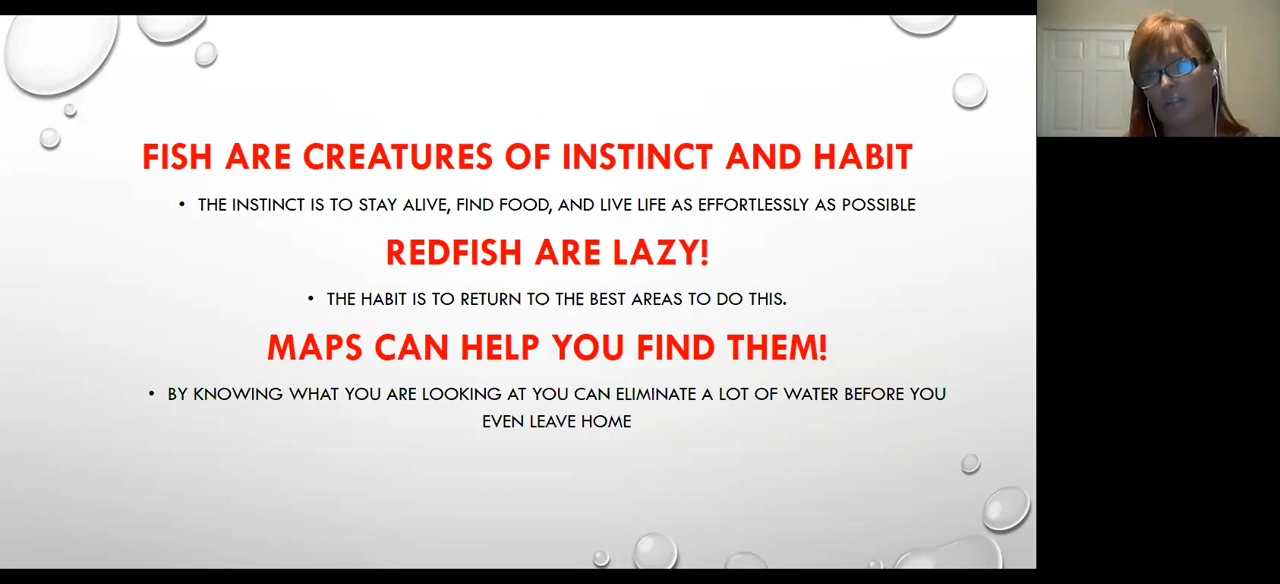 FISH ARE CREATURES OF INSTINCT AND HABIT
• THE INSTINCT IS TO STAY ALIVE, FIND FOOD, AND LIVE LIFE AS EFFORTLESSLY AS POSSIBLE
REDFISH ARE LAZY!
• THE HABIT IS TO RETURN TO THE BEST AREAS TO DO THIS.
MAPS CAN HELP YOU FIND THEM!
• BY KNOWING WHAT YOU ARE LOOKING AT YOU CAN ELIMINATE A LOT OF WATER BEFORE YOU
EVEN LEAVE HOME